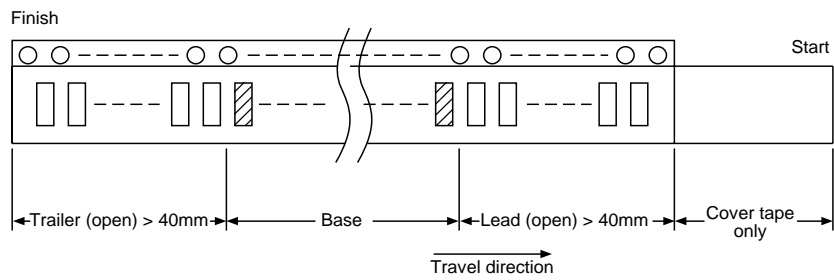 Finish
Start
Trailer (open) > 40mm
Base
Lead (open) > 40mm
Cover tape
only
Travel direction